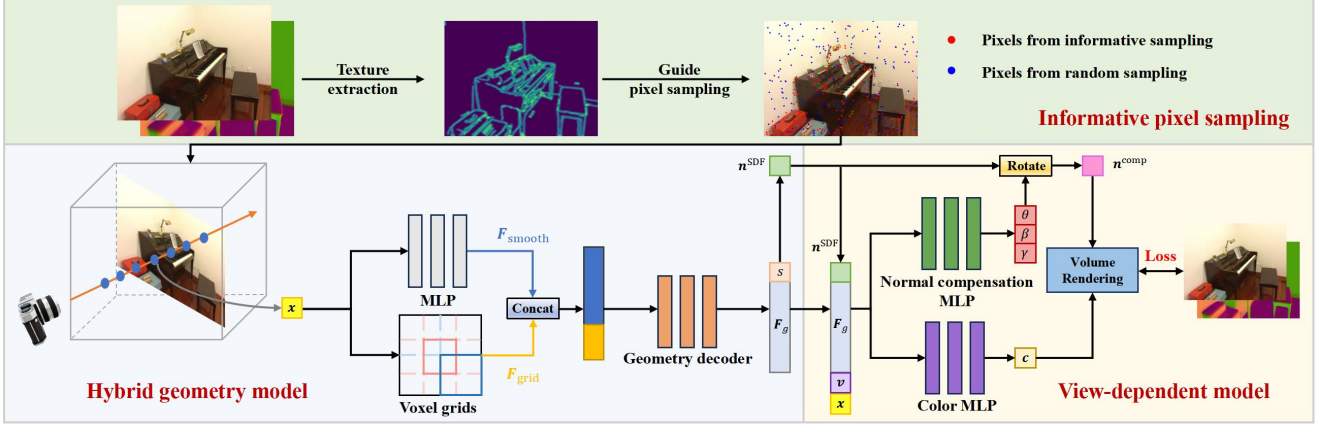 Texture
extraction
Guide
pixel sampling
Pixels from informative sampling
Pixels from random sampling
Informative pixel sampling
x
MLP
Voxel grids
F_smooth
F_grid
Concat
Geometry decoder
n^SDF
s
F_g
Hybrid geometry model
n^SDF
F_g
v
x
Normal compensation
MLP
θ
β
γ
Rotate
n^comp
Color MLP
c
Volume
Rendering
Loss
View-dependent model